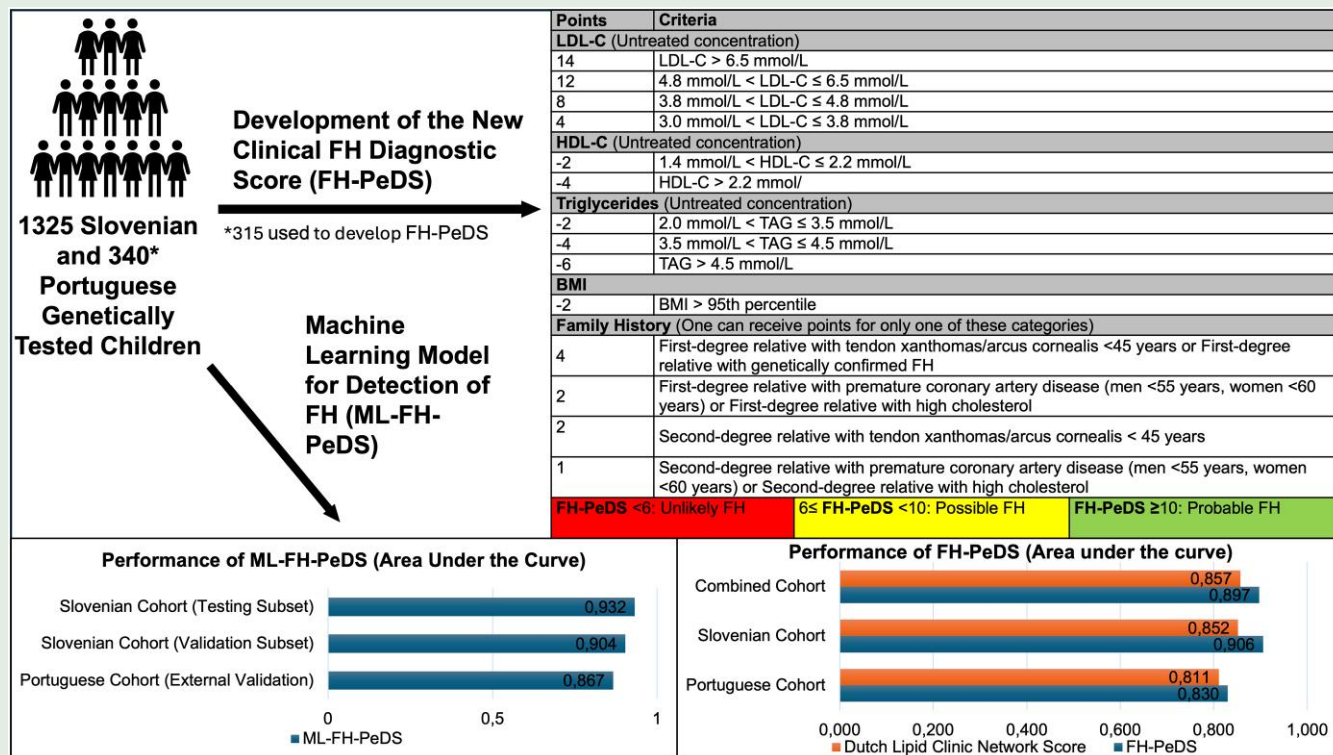 1325 Slovenian
and 340*
Portuguese
Genetically
Tested Children
Development of the New
Clinical FH Diagnostic
Score (FH-PeDS)
*315 used to develop FH-PeDS
Machine
Learning Model
for Detection of
FH (ML-FH-
PeDS)
Points Criteria
LDL-C (Untreated concentration)
14 LDL-C > 6.5 mmol/L
12 4.8 mmol/L < LDL-C ≤ 6.5 mmol/L
8 3.8 mmol/L < LDL-C ≤ 4.8 mmol/L
4 3.0 mmol/L < LDL-C ≤ 3.8 mmol/L
HDL-C (Untreated concentration)
-2 1.4 mmol/L < HDL-C ≤ 2.2 mmol/L
-4 HDL-C > 2.2 mmol/
Triglycerides (Untreated concentration)
-2 2.0 mmol/L < TAG ≤ 3.5 mmol/L
-4 3.5 mmol/L < TAG ≤ 4.5 mmol/L
-6 TAG > 4.5 mmol/L
BMI
-2 BMI > 95th percentile
Family History (One can receive points for only one of these categories)
4 First-degree relative with tendon xanthomas/arcus cornealis <45 years or First-degree
relative with genetically confirmed FH
2 First-degree relative with premature coronary artery disease (men <55 years, women <60
years) or First-degree relative with high cholesterol
2 Second-degree relative with tendon xanthomas/arcus cornealis < 45 years
1 Second-degree relative with premature coronary artery disease (men <55 years, women
<60 years) or Second-degree relative with high cholesterol
FH-PeDS <6: Unlikely FH 6≤ FH-PeDS <10: Possible FH FH-PeDS ≥10: Probable FH
Performance of ML-FH-PeDS (Area Under the Curve)
Slovenian Cohort (Testing Subset) 0,932
Slovenian Cohort (Validation Subset) 0,904
Portuguese Cohort (External Validation) 0,867
0 0,5 1
ML-FH-PeDS
Performance of FH-PeDS (Area under the curve)
Combined Cohort 0,857
0,897
Slovenian Cohort 0,852
0,906
Portuguese Cohort 0,811
0,830
0,000 0,200 0,400 0,600 0,800 1,000
Dutch Lipid Clinic Network Score FH-PeDS